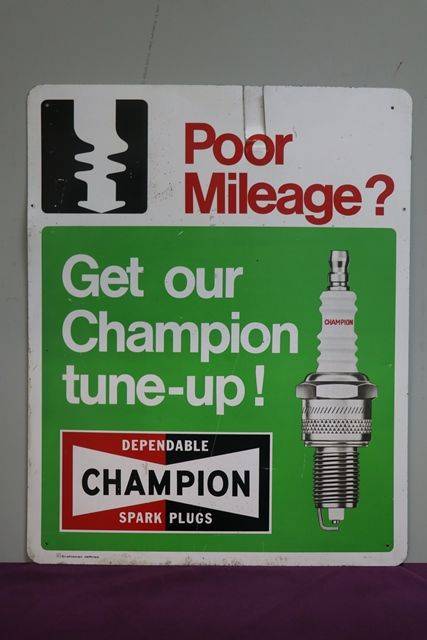 Poor
Mileage?
Get our
Champion
tune-up!
CHAMPION
DEPENDABLE
CHAMPION
SPARK PLUGS